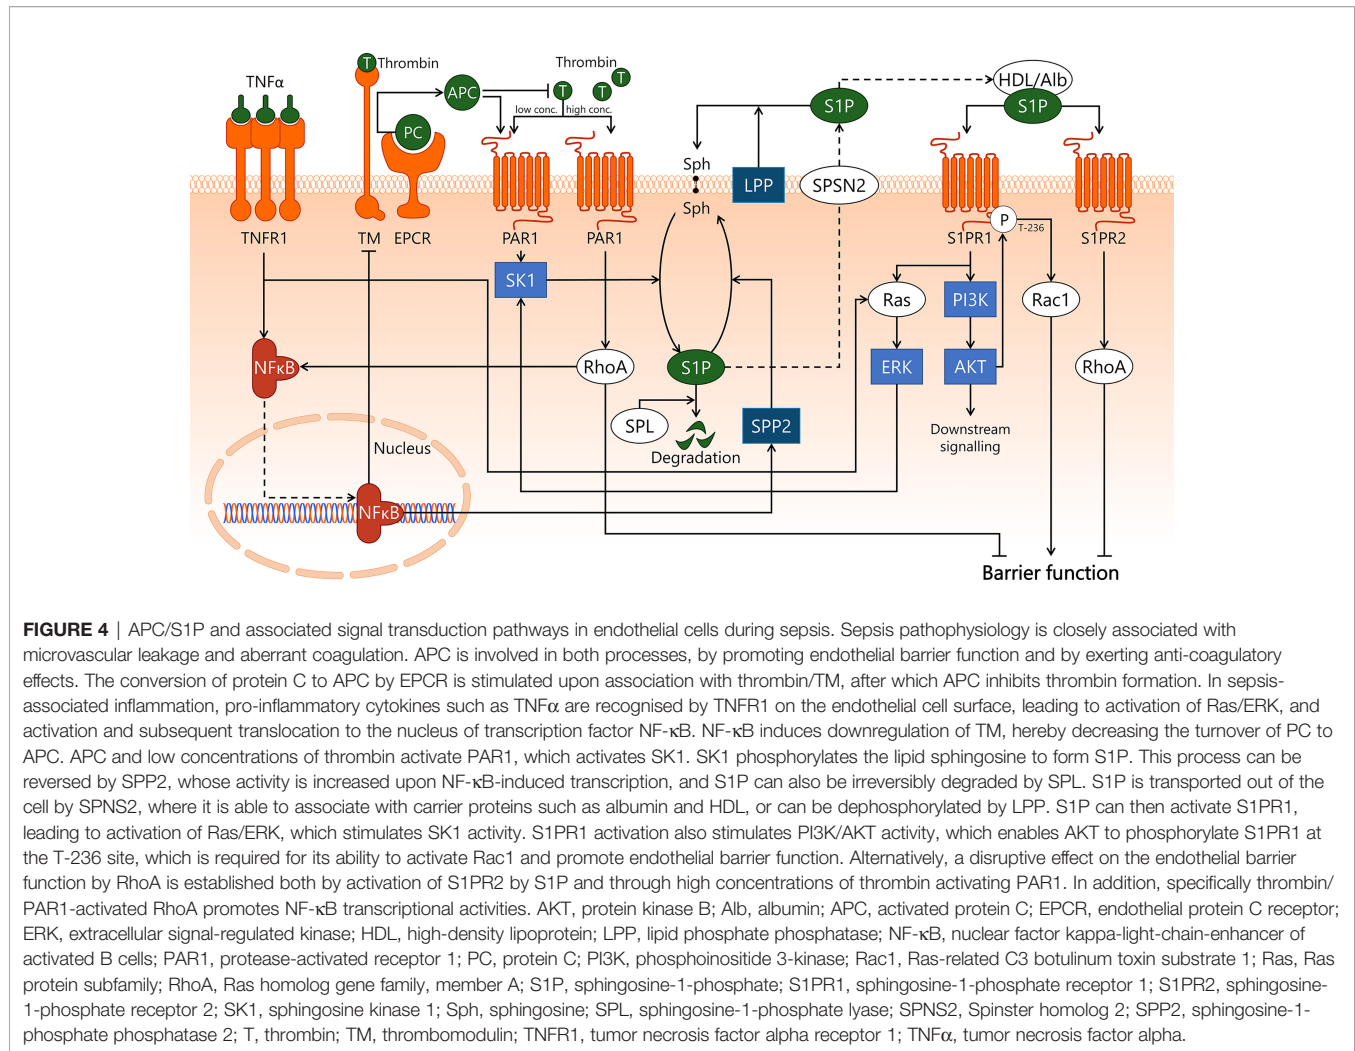 Thrombin
Thrombin
TNFα
T
T
T
T
APC
low conc.
high conc.
PC
HDL/Alb
S1P
S1P
Sph
LPP
SPSN2
Sph
P
T-236
TNFR1
TM
EPCR
PAR1
PAR1
S1PR1
S1PR2
SK1
Ras
PI3K
Rac1
NFκB
RhoA
S1P
ERK
AKT
RhoA
SPL
SPP2
Degradation
Downstream
signalling
Nucleus
NFκB
Barrier function
FIGURE 4 | APC/S1P and associated signal transduction pathways in endothelial cells during sepsis. Sepsis pathophysiology is closely associated with
microvascular leakage and aberrant coagulation. APC is involved in both processes, by promoting endothelial barrier function and by exerting anti-coagulatory
effects. The conversion of protein C to APC by EPCR is stimulated upon association with thrombin/TM, after which APC inhibits thrombin formation. In sepsis-
associated inflammation, pro-inflammatory cytokines such as TNFα are recognised by TNFR1 on the endothelial cell surface, leading to activation of Ras/ERK, and
activation and subsequent translocation to the nucleus of transcription factor NF-κB. NF-κB induces downregulation of TM, hereby decreasing the turnover of PC to
APC. APC and low concentrations of thrombin activate PAR1, which activates SK1. SK1 phosphorylates the lipid sphingosine to form S1P. This process can be
reversed by SPP2, whose activity is increased upon NF-κB-induced transcription, and S1P can also be irreversibly degraded by SPL. S1P is transported out of the
cell by SPNS2, where it is able to associate with carrier proteins such as albumin and HDL, or can be dephosphorylated by LPP. S1P can then activate S1PR1,
leading to activation of Ras/ERK, which stimulates SK1 activity. S1PR1 activation also stimulates PI3K/AKT activity, which enables AKT to phosphorylate S1PR1 at
the T-236 site, which is required for its ability to activate Rac1 and promote endothelial barrier function. Alternatively, a disruptive effect on the endothelial barrier
function by RhoA is established both by activation of S1PR2 by S1P and through high concentrations of thrombin activating PAR1. In addition, specifically thrombin/
PAR1-activated RhoA promotes NF-κB transcriptional activities. AKT, protein kinase B; Alb, albumin; APC, activated protein C; EPCR, endothelial protein C receptor;
ERK, extracellular signal-regulated kinase; HDL, high-density lipoprotein; LPP, lipid phosphate phosphatase; NF-κB, nuclear factor kappa-light-chain-enhancer of
activated B cells; PAR1, protease-activated receptor 1; PC, protein C; PI3K, phosphoinositide 3-kinase; Rac1, Ras-related C3 botulinum toxin substrate 1; Ras, Ras
protein subfamily; RhoA, Ras homolog gene family, member A; S1P, sphingosine-1-phosphate; S1PR1, sphingosine-1-phosphate receptor 1; S1PR2, sphingosine-
1-phosphate receptor 2; SK1, sphingosine kinase 1; Sph, sphingosine; SPL, sphingosine-1-phosphate lyase; SPNS2, Spinster homolog 2; SPP2, sphingosine-1-
phosphate phosphatase 2; T, thrombin; TM, thrombomodulin; TNFR1, tumor necrosis factor alpha receptor 1; TNFα, tumor necrosis factor alpha.